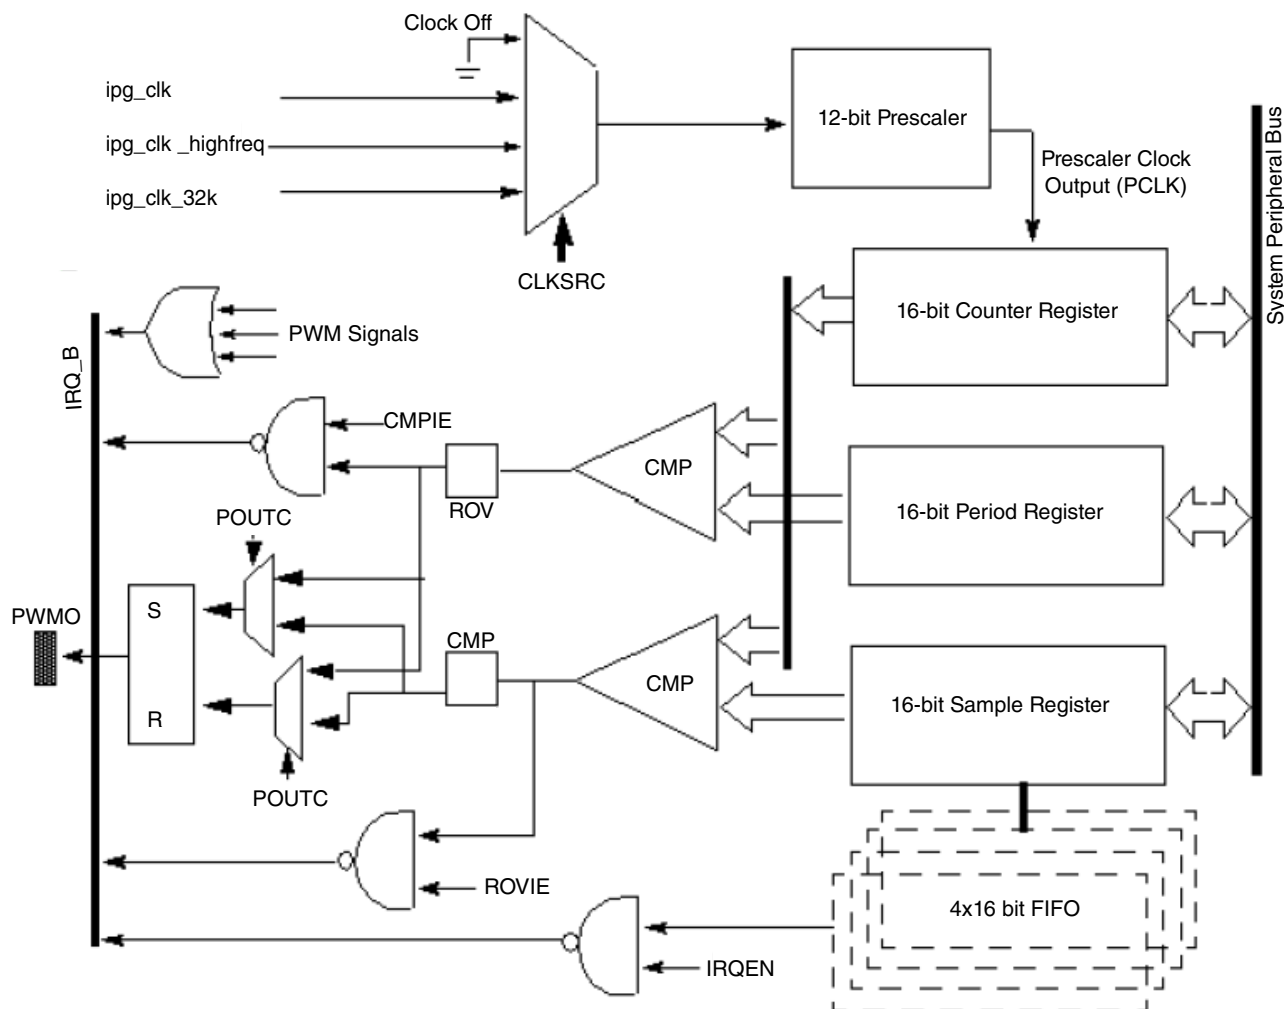 Clock Off
ipg_clk
ipg_clk _highfreq
ipg_clk_32k
CLKSRC
12-bit Prescaler
Prescaler Clock
Output (PCLK)
System Peripheral Bus
16-bit Counter Register
PWM Signals
IRQ_B
CMPIE
CMP
ROV
16-bit Period Register
POUTC
PWMO
S
R
CMP
CMP
16-bit Sample Register
POUTC
ROVIE
4x16 bit FIFO
IRQEN